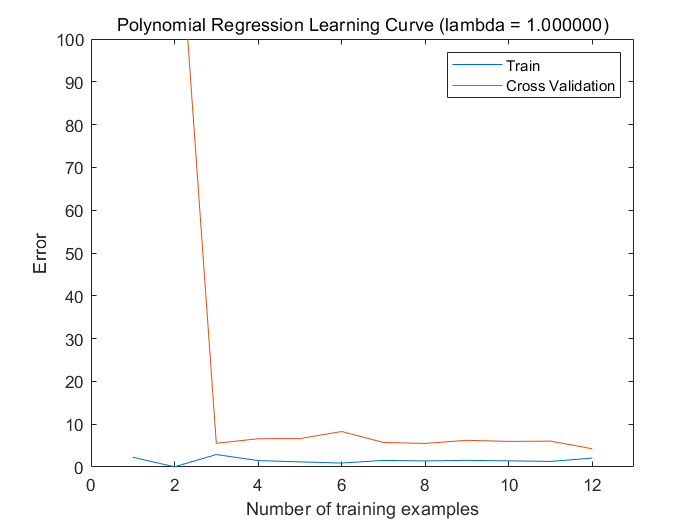 Polynomial Regression Learning Curve (lambda = 1.000000)
Train
Cross Validation
100
90
80
70
60
50
40
30
20
10
0
Error
0 2 4 6 8 10 12
Number of training examples